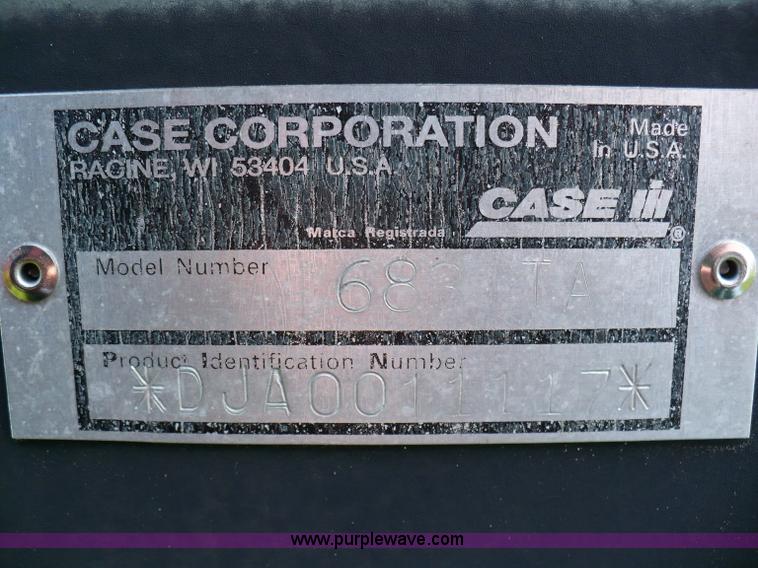 CASE CORPORATION
Made
In U.S.A.
RACINE, WI 53404 U.S.A.
CASE IH
Marca Registrada ®
Model Number TA
Product Identification Number
*DJA0011117*
www.purplewave.com